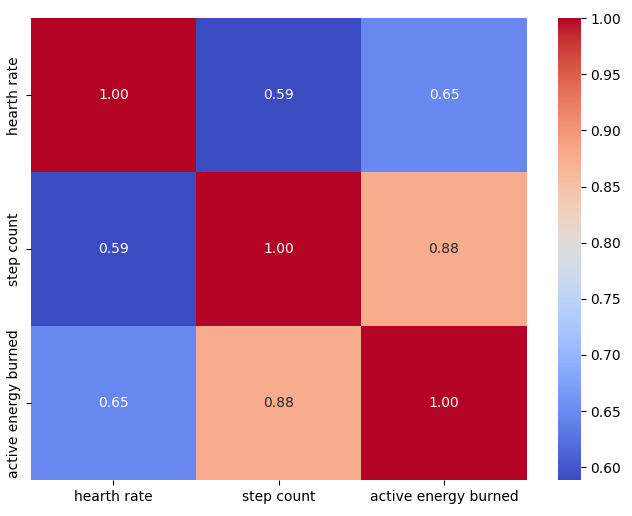 hearth rate
1.00 0.59 0.65
step count
0.59 1.00 0.88
active energy burned
0.65 0.88 1.00
hearth rate step count active energy burned
1.00
0.95
0.90
0.85
0.80
0.75
0.70
0.65
0.60